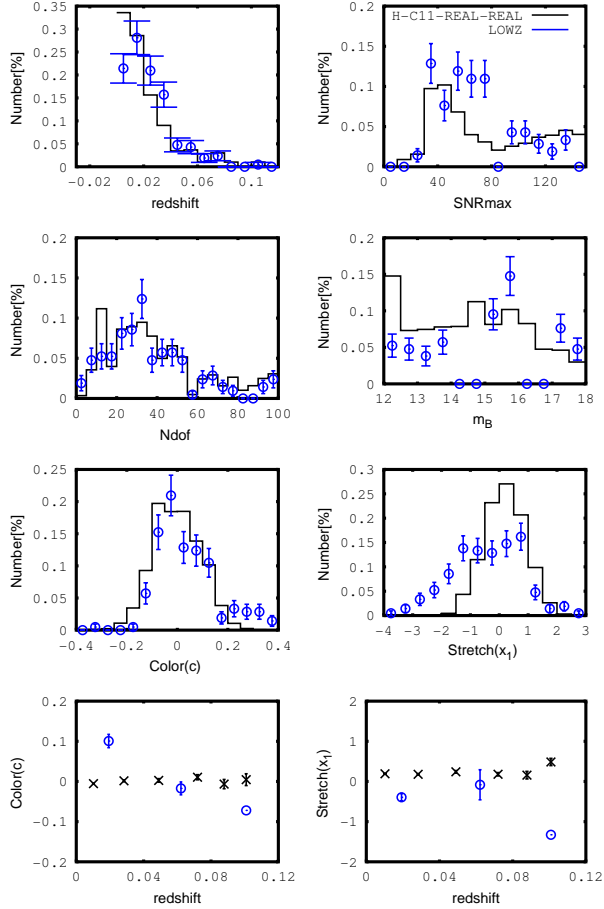 H-C11-REAL-REAL
LOWZ
Number[%]
0.35
0.3
0.25
0.2
0.15
0.1
0.05
0
−0.02 0.02 0.06 0.1
redshift
Number[%]
0.2
0.15
0.1
0.05
0
0 40 80 120
SNRmax
Number[%]
0.2
0.15
0.1
0.05
0
0 20 40 60 80 100
Ndof
Number[%]
0.2
0.15
0.1
0.05
0
12 13 14 15 16 17 18
m_B
Number[%]
0.25
0.2
0.15
0.1
0.05
0
−0.4 −0.2 0 0.2 0.4
Color(c)
Number[%]
0.3
0.25
0.2
0.15
0.1
0.05
0
−4 −3 −2 −1 0 1 2 3
Stretch(x_1)
Color(c)
0.2
0.1
0
−0.1
−0.2
0 0.04 0.08 0.12
redshift
Stretch(x_1)
2
1
0
−1
−2
0 0.04 0.08 0.12
redshift